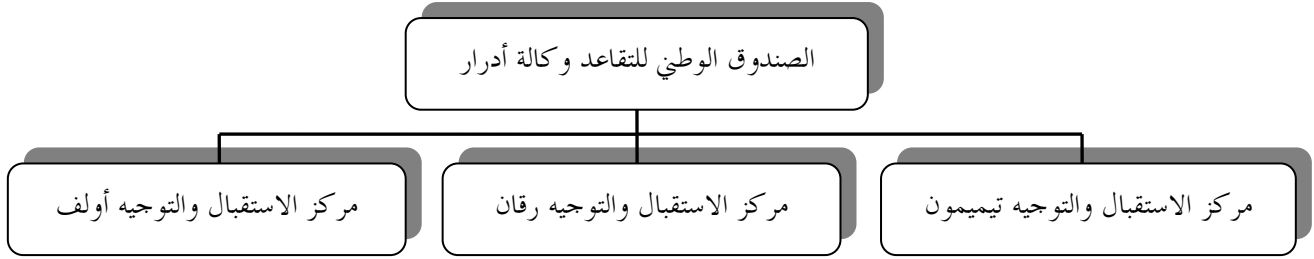 الصندوق الوطني للتقاعد وكالة أدرار
مركز الاستقبال والتوجيه تيميمون
مركز الاستقبال والتوجيه رقان
مركز الاستقبال والتوجيه أولف